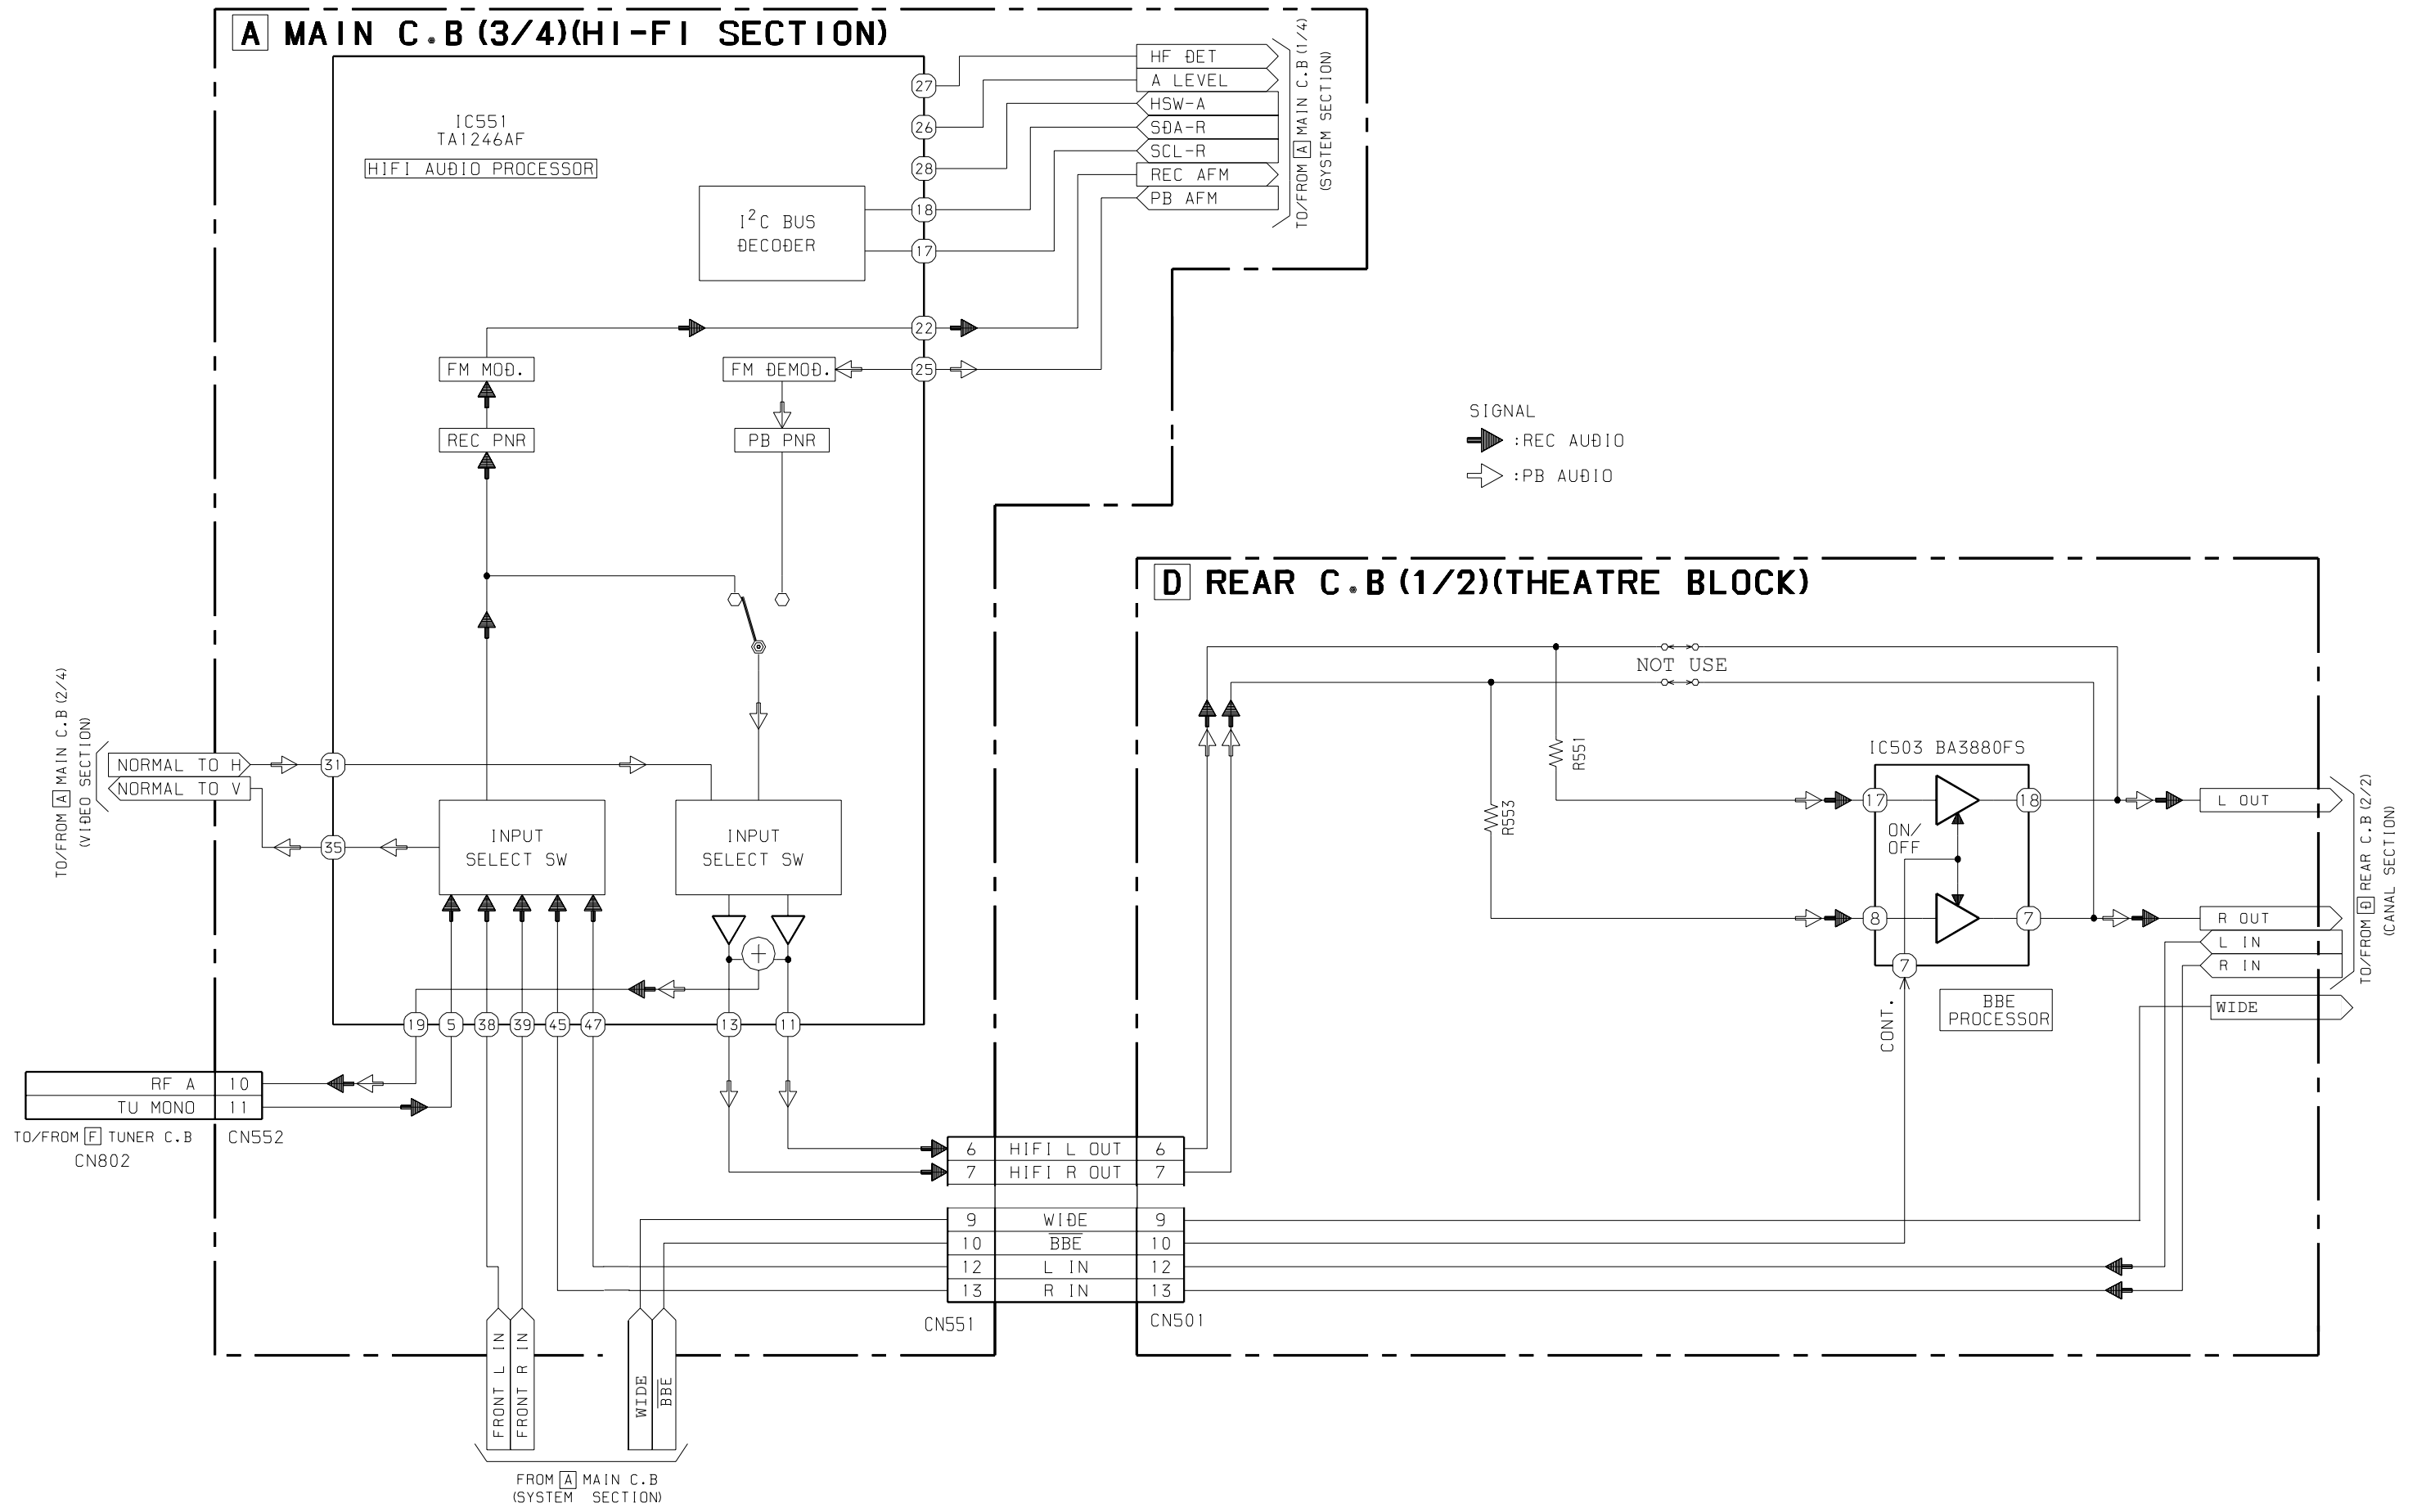 A MAIN C.B (3/4)(HI-FI SECTION)
IC551
TA1246AF
HIFI AUDIO PROCESSOR
I²C BUS
DECODER
27
26
28
18
17
22
25
HF DET
A LEVEL
HSW-A
SDA-R
SCL-R
REC AFM
PB AFM
TO/FROM A MAIN C.B (1/4)
(SYSTEM SECTION)
FM MOD.
FM DEMOD.
REC PNR
PB PNR
SIGNAL
:REC AUDIO
:PB AUDIO
TO/FROM A MAIN C.B (2/4)
(VIDEO SECTION)
NORMAL TO H
NORMAL TO V
31
35
INPUT
SELECT SW
INPUT
SELECT SW
+
19
5
38
39
45
47
13
11
RF A 10
TU MONO 11
TO/FROM F TUNER C.B
CN802
CN552
D REAR C.B (1/2)(THEATRE BLOCK)
NOT USE
R551
R553
IC503 BA3880FS
17
18
ON/
OFF
8
7
7
CONT.
BBE
PROCESSOR
L OUT
R OUT
L IN
R IN
WIDE
TO/FROM D REAR C.B (2/2)
(CANAL SECTION)
6 HIFI L OUT 6
7 HIFI R OUT 7
9 WIDE 9
10 BBE 10
12 L IN 12
13 R IN 13
CN551
CN501
FRONT L IN
FRONT R IN
WIDE
BBE
FROM A MAIN C.B
(SYSTEM SECTION)